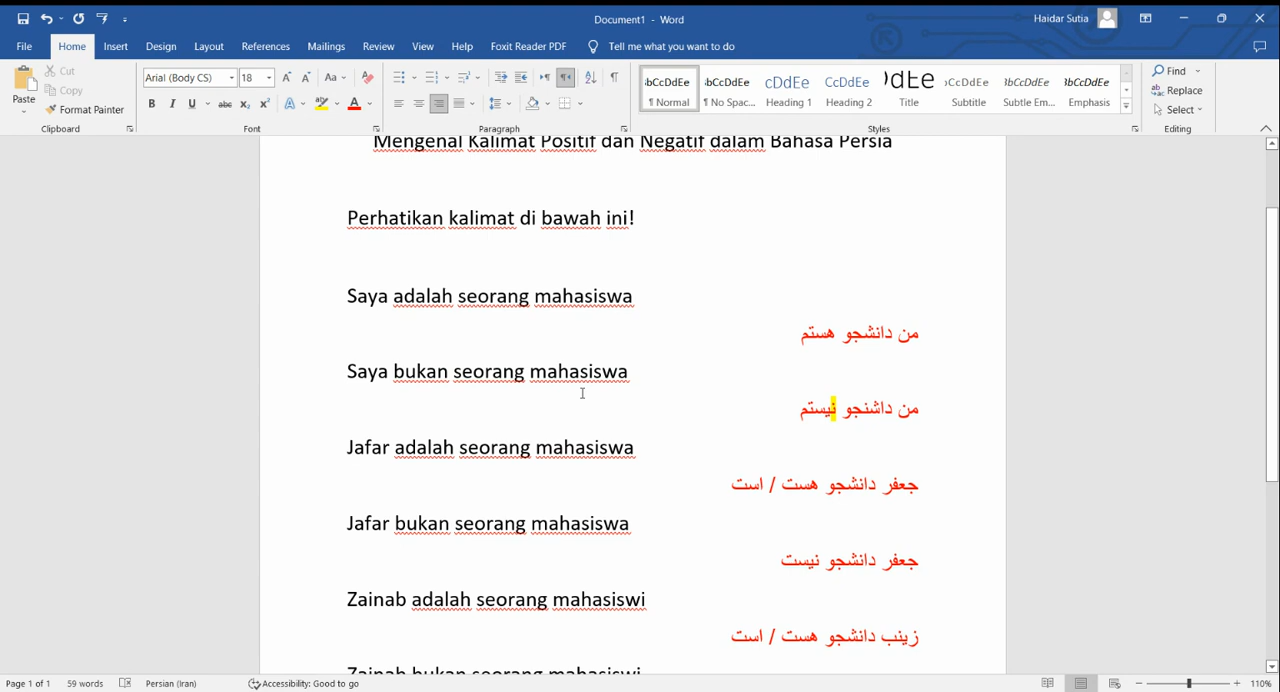 Document1 - Word
Haidar Sutia
File Home Insert Design Layout References Mailings Review View Help Foxit Reader PDF Tell me what you want to do
Paste
Cut
Copy
Format Painter
Clipboard
Arial (Body CS) 18
Font
Paragraph
Normal
No Spac...
Heading 1
Heading 2
Title
Subtitle
Subtle Em...
Emphasis
Styles
Find
Replace
Select
Editing
Mengenal Kalimat Positif dan Negatif dalam Bahasa Persia
Perhatikan kalimat di bawah ini!
Saya adalah seorang mahasiswa
من دانشجو هستم
Saya bukan seorang mahasiswa
من داشنجو نیستم
Jafar adalah seorang mahasiswa
جعفر دانشجو هست / است
Jafar bukan seorang mahasiswa
جعفر دانشجو نیست
Zainab adalah seorang mahasiswi
زینب دانشجو هست / است
Zainab bukan seorang mahasiswi
Page 1 of 1 59 words Persian (Iran) Accessibility: Good to go 110%